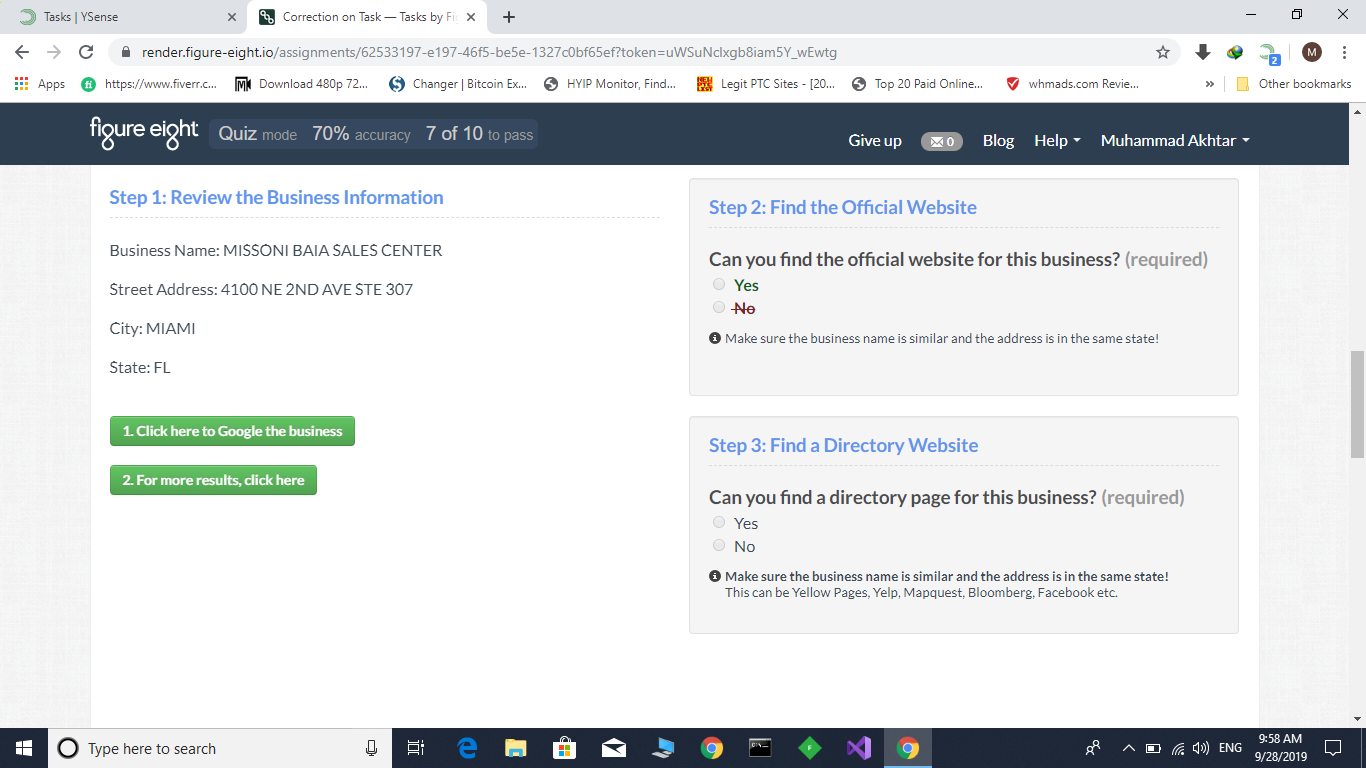 Tasks | YSense
Correction on Task — Tasks by Fi
render.figure-eight.io/assignments/62533197-e197-46f5-be5e-1327c0bf65ef?token=uWSuNclxgb8iam5Y_wEwtg
M
2
Apps
fi
https://www.fiverr.c...
Download 480p 72...
Changer | Bitcoin Ex...
HYIP Monitor, Find...
Legit PTC Sites - [20...
Top 20 Paid Online...
whmads.com Revie...
»
Other bookmarks
figure eight
Quiz mode 70% accuracy 7 of 10 to pass
Give up
0
Blog
Help
Muhammad Akhtar
Step 1: Review the Business Information
Business Name: MISSONI BAIA SALES CENTER
Street Address: 4100 NE 2ND AVE STE 307
City: MIAMI
State: FL
1. Click here to Google the business
2. For more results, click here
Step 2: Find the Official Website
Can you find the official website for this business? (required)
Yes
No
Make sure the business name is similar and the address is in the same state!
Step 3: Find a Directory Website
Can you find a directory page for this business? (required)
Yes
No
Make sure the business name is similar and the address is in the same state!
This can be Yellow Pages, Yelp, Mapquest, Bloomberg, Facebook etc.
Type here to search
ENG
9:58 AM
9/28/2019